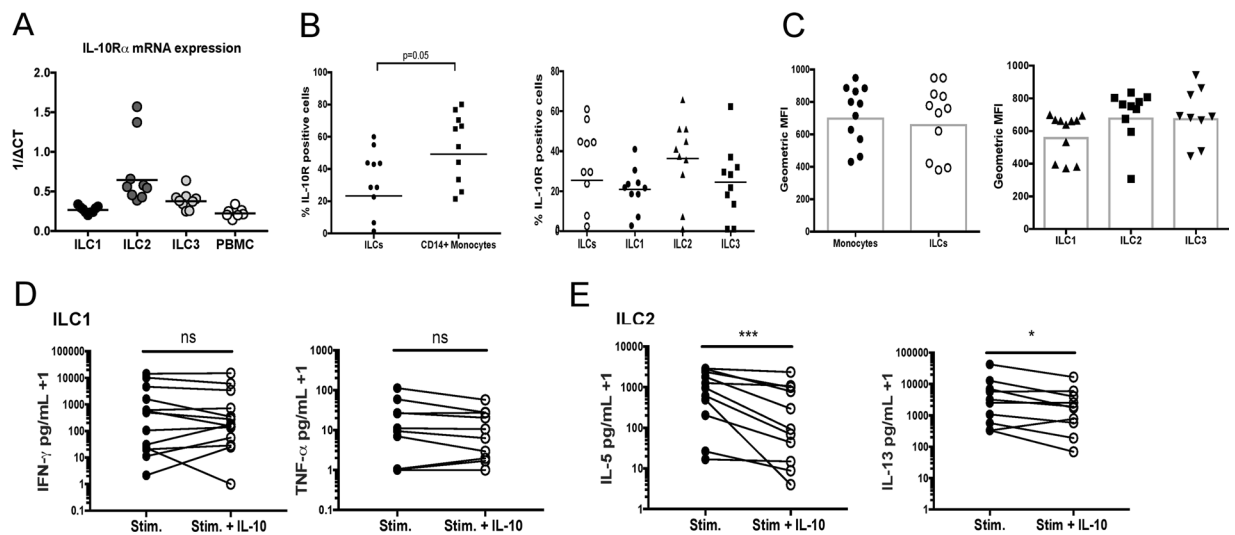 A
IL-10Rα mRNA expression
2.0
1.5
1.0
0.5
0.0
1/ΔCT
ILC1 ILC2 ILC3 PBMC
B
p=0.05
100
80
60
40
20
0
% IL-10R positive cells
ILCs CD14+ Monocytes
80
60
40
20
0
% IL-10R positive cells
ILCs ILC1 ILC2 ILC3
C
1000
800
600
400
200
0
Geometric MFI
Monocytes ILCs
1000
800
600
400
200
0
Geometric MFI
ILC1 ILC2 ILC3
D
ILC1
ns
100000
10000
1000
100
10
1
0.1
IFN-γ pg/mL +1
Stim. Stim. + IL-10
ns
1000
100
10
1
0.1
TNF-α pg/mL +1
Stim. Stim. + IL-10
E
ILC2
***
10000
1000
100
10
1
IL-5 pg/mL +1
Stim. Stim + IL-10
*
100000
10000
1000
100
10
1
IL-13 pg/mL +1
Stim. Stim + IL-10